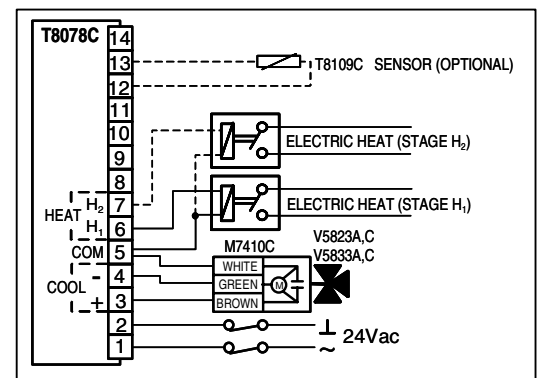 T8078C
14
13
12
11
10
9
8
7
6
5
4
3
2
1
T8109C SENSOR (OPTIONAL)
ELECTRIC HEAT (STAGE H₂)
ELECTRIC HEAT (STAGE H₁)
HEAT
H₂
H₁
COM
COOL
-
+
M7410C
WHITE
GREEN
BROWN
M
V5823A,C
V5833A,C
⊥
~
24Vac